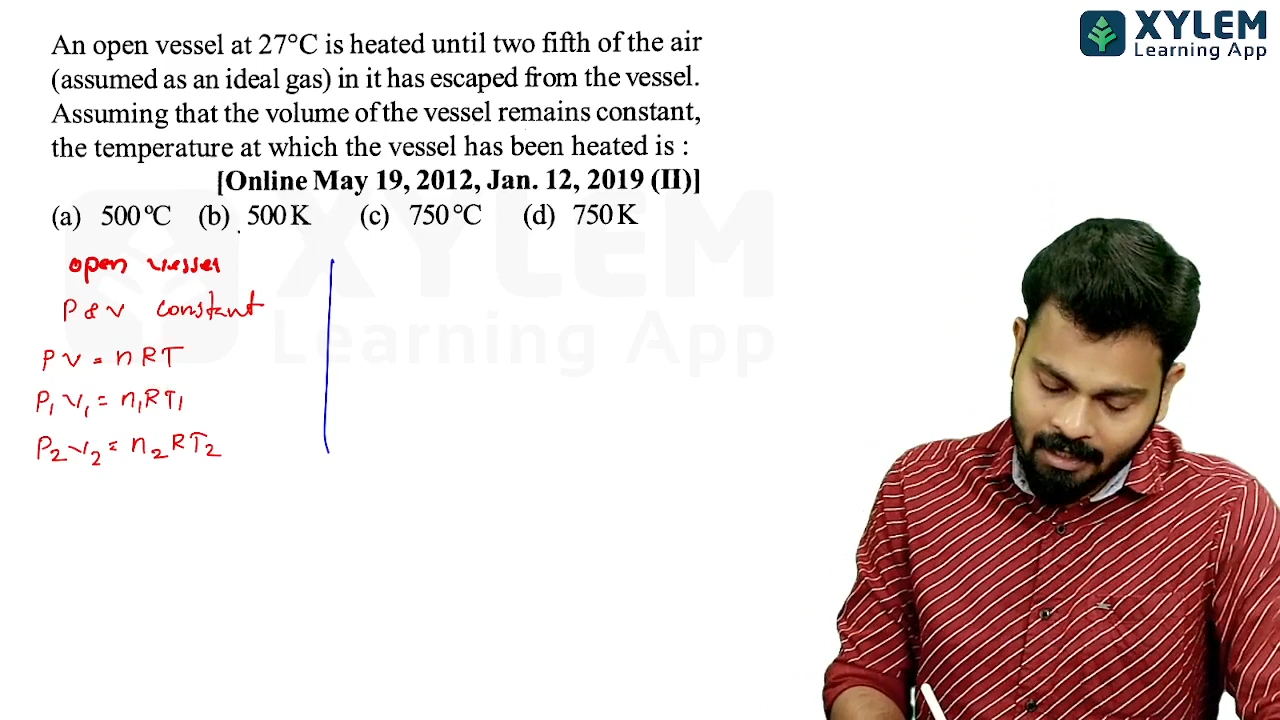 XYLEM
Learning App
An open vessel at 27°C is heated until two fifth of the air
(assumed as an ideal gas) in it has escaped from the vessel.
Assuming that the volume of the vessel remains constant,
the temperature at which the vessel has been heated is :
[Online May 19, 2012, Jan. 12, 2019 (II)]
(a) 500°C (b) 500 K (c) 750°C (d) 750 K
open vessel
P & V constant
PV = nRT
P₁V₁ = n₁RT₁
P₂V₂ = n₂RT₂
XYLEM
Learning App